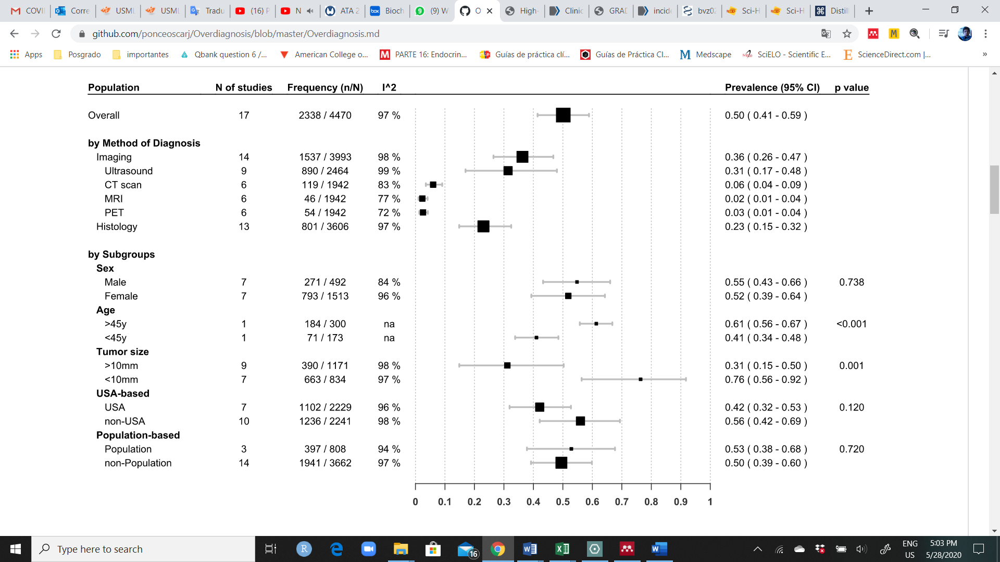 COVI Corre USMI USMI Tradu (16) P N ATA 2 Bioch (9) W O High- Clinic GRAD incide bvz02 Sci-H Sci-H Distill
github.com/ponceoscarj/Overdiagnosis/blob/master/Overdiagnosis.md
Apps Posgrado importantes Qbank question 6 /... American College o... PARTE 16: Endocrin... Guías de práctica clí... Guías de Práctica Cl... Medscape SciELO - Scientific E... ScienceDirect.com |... »
Population N of studies Frequency (n/N) I^2 Prevalence (95% CI) p value
Overall 17 2338 / 4470 97 % 0.50 ( 0.41 - 0.59 )
by Method of Diagnosis
Imaging 14 1537 / 3993 98 % 0.36 ( 0.26 - 0.47 )
Ultrasound 9 890 / 2464 99 % 0.31 ( 0.17 - 0.48 )
CT scan 6 119 / 1942 83 % 0.06 ( 0.04 - 0.09 )
MRI 6 46 / 1942 77 % 0.02 ( 0.01 - 0.04 )
PET 6 54 / 1942 72 % 0.03 ( 0.01 - 0.04 )
Histology 13 801 / 3606 97 % 0.23 ( 0.15 - 0.32 )
by Subgroups
Sex
Male 7 271 / 492 84 % 0.55 ( 0.43 - 0.66 ) 0.738
Female 7 793 / 1513 96 % 0.52 ( 0.39 - 0.64 )
Age
>45y 1 184 / 300 na 0.61 ( 0.56 - 0.67 ) <0.001
<45y 1 71 / 173 na 0.41 ( 0.34 - 0.48 )
Tumor size
>10mm 9 390 / 1171 98 % 0.31 ( 0.15 - 0.50 ) 0.001
<10mm 7 663 / 834 97 % 0.76 ( 0.56 - 0.92 )
USA-based
USA 7 1102 / 2229 96 % 0.42 ( 0.32 - 0.53 ) 0.120
non-USA 10 1236 / 2241 98 % 0.56 ( 0.42 - 0.69 )
Population-based
Population 3 397 / 808 94 % 0.53 ( 0.38 - 0.68 ) 0.720
non-Population 14 1941 / 3662 97 % 0.50 ( 0.39 - 0.60 )
0 0.1 0.2 0.3 0.4 0.5 0.6 0.7 0.8 0.9 1
Type here to search 16 ENG 5:03 PM
US 5/28/2020